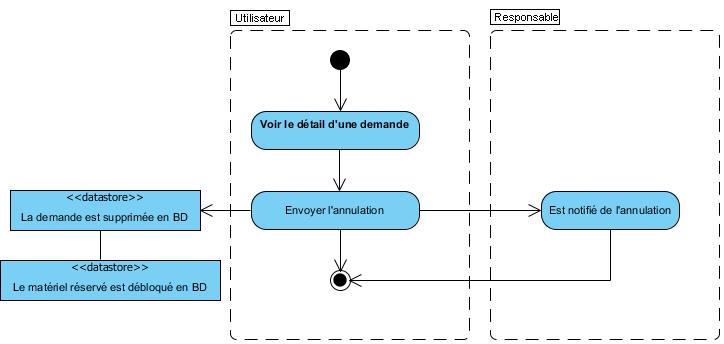 Utilisateur
Responsable
Voir le détail d'une demande
Envoyer l'annulation
Est notifié de l'annulation
<<datastore>>
La demande est supprimée en BD
<<datastore>>
Le matériel réservé est débloqué en BD